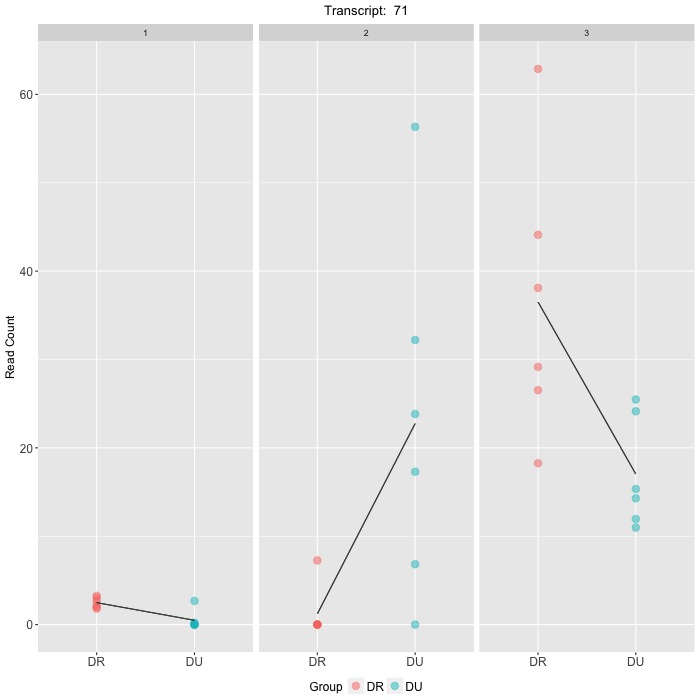 Transcript:  71
1 2 3
Read Count
60
40
20
0
DR DU DR DU DR DU
Group DR DU